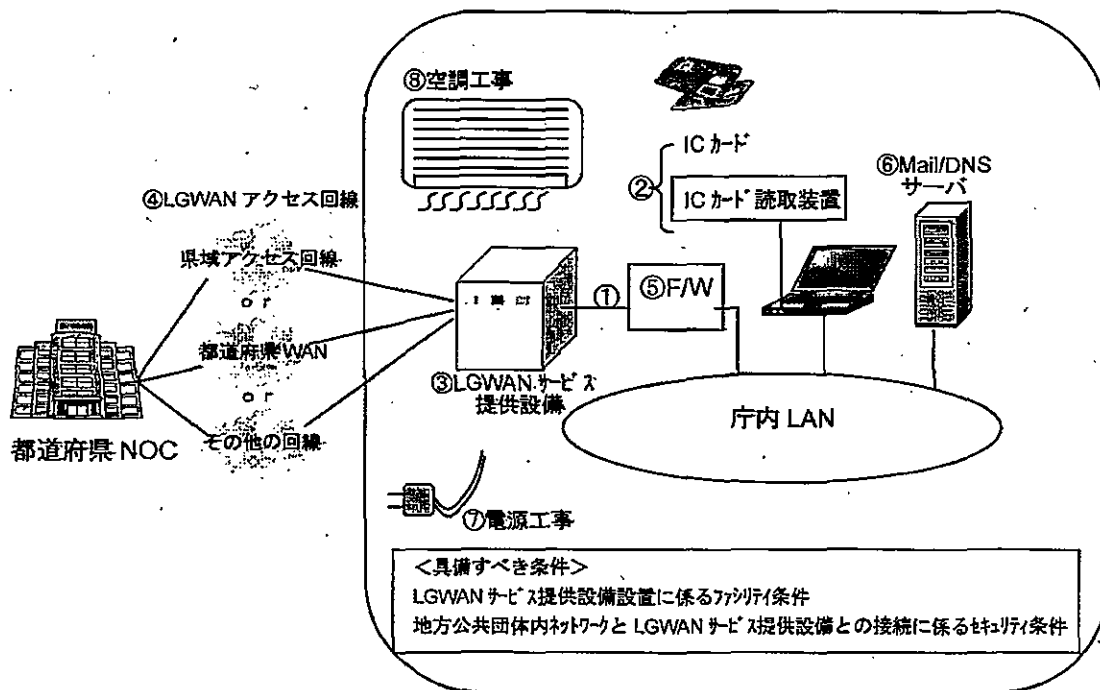 ⑧空調工事
ICカード
②
ICカード読取装置
⑥Mail/DNS
サーバ
④LGWANアクセス回線
県域アクセス回線
or
都道府県WAN
or
その他の回線
都道府県NOC
①
⑤F/W
③LGWANサービス
提供設備
庁内LAN
⑦電源工事
＜具備すべき条件＞
LGWANサービス提供設備設置に係るファシリティ条件
地方公共団体内ネットワークとLGWANサービス提供設備との接続に係るセキュリティ条件